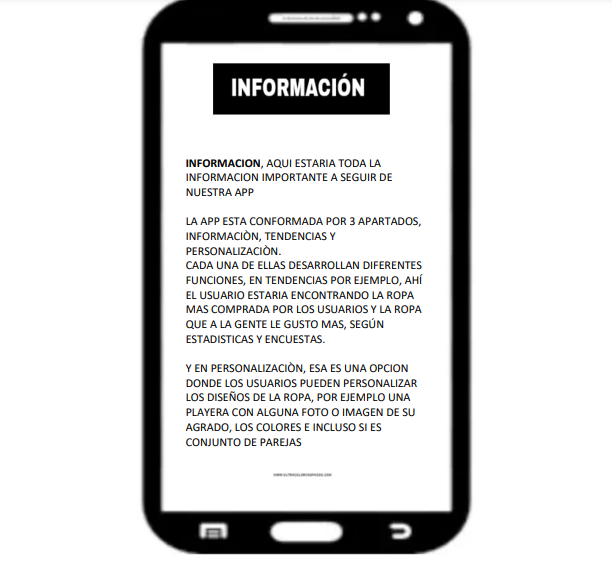 INFORMACIÓN
INFORMACION, AQUI ESTARIA TODA LA
INFORMACION IMPORTANTE A SEGUIR DE
NUESTRA APP
LA APP ESTA CONFORMADA POR 3 APARTADOS,
INFORMACIÒN, TENDENCIAS Y
PERSONALIZACIÒN.
CADA UNA DE ELLAS DESARROLLAN DIFERENTES
FUNCIONES, EN TENDENCIAS POR EJEMPLO, AHÍ
EL USUARIO ESTARIA ENCONTRANDO LA ROPA
MAS COMPRADA POR LOS USUARIOS Y LA ROPA
QUE A LA GENTE LE GUSTO MAS, SEGÚN
ESTADISTICAS Y ENCUESTAS.
Y EN PERSONALIZACIÒN, ESA ES UNA OPCION
DONDE LOS USUARIOS PUEDEN PERSONALIZAR
LOS DISEÑOS DE LA ROPA, POR EJEMPLO UNA
PLAYERA CON ALGUNA FOTO O IMAGEN DE SU
AGRADO, LOS COLORES E INCLUSO SI ES
CONJUNTO DE PAREJAS